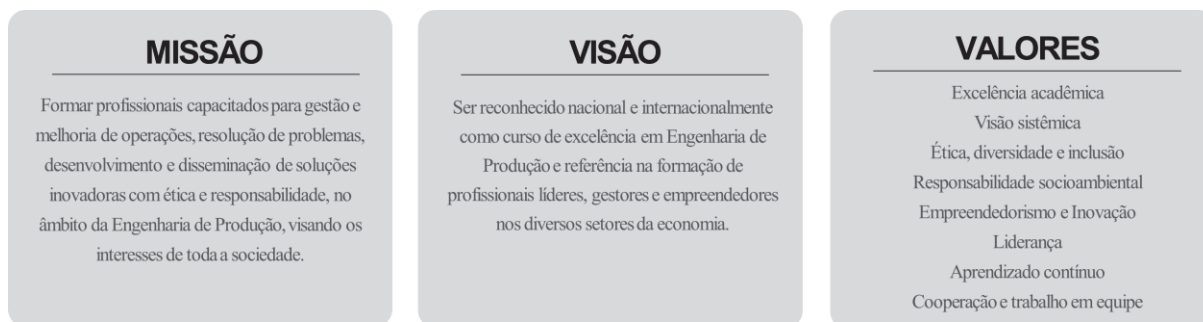 MISSÃO
Formar profissionais capacitados para gestão e
melhoria de operações, resolução de problemas,
desenvolvimento e disseminação de soluções
inovadoras com ética e responsabilidade, no
âmbito da Engenharia de Produção, visando os
interesses de toda a sociedade.
VISÃO
Ser reconhecido nacional e internacionalmente
como curso de excelência em Engenharia de
Produção e referência na formação de
profissionais líderes, gestores e empreendedores
nos diversos setores da economia.
VALORES
Excelência acadêmica
Visão sistêmica
Ética, diversidade e inclusão
Responsabilidade socioambiental
Empreendedorismo e Inovação
Liderança
Aprendizado contínuo
Cooperação e trabalho em equipe